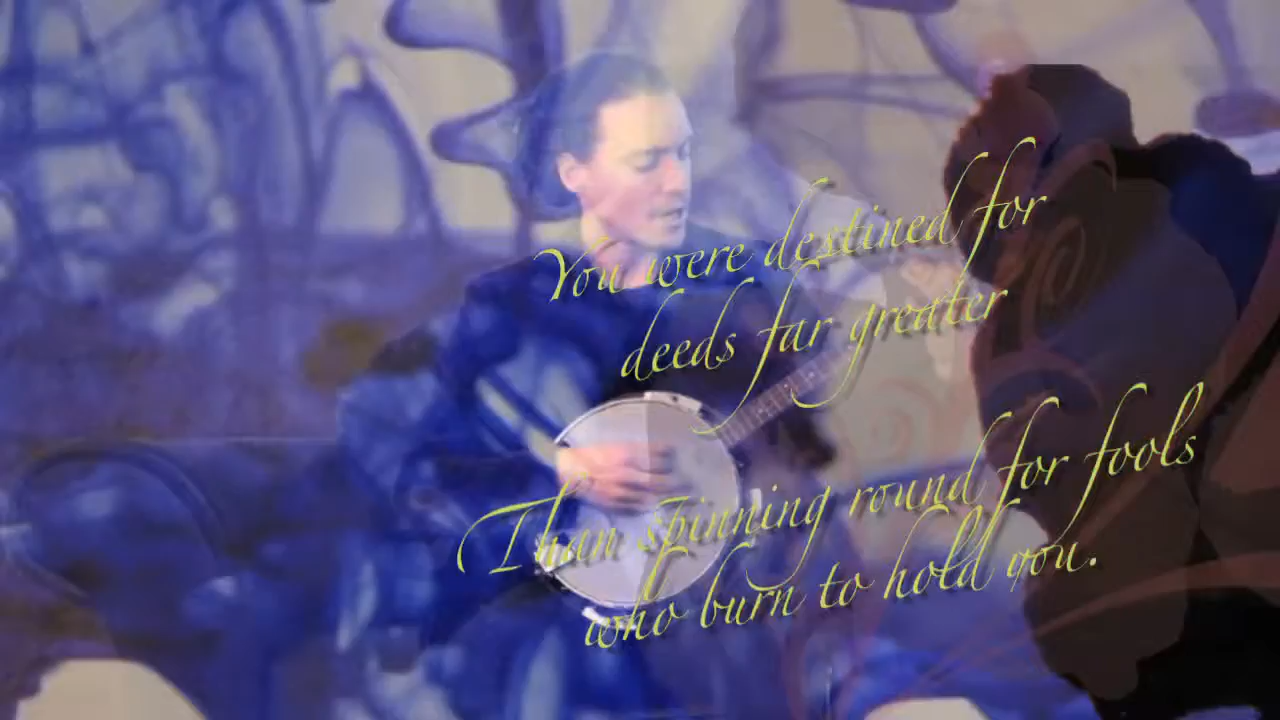 You were destined for
deeds far greater
Than spinning round for fools
who burn to hold you.